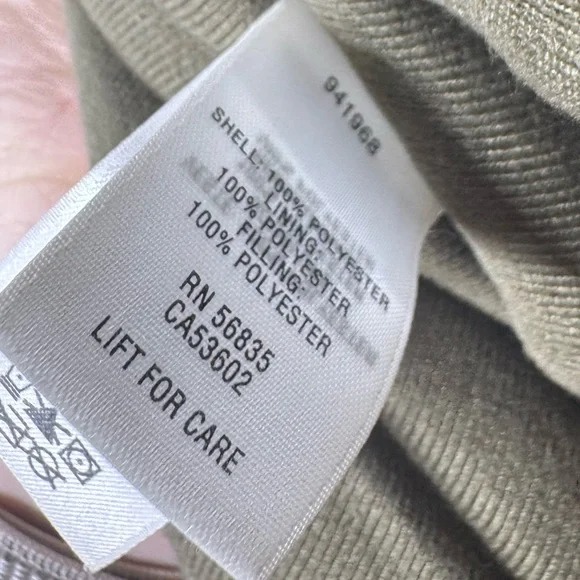 941968
SHELL: 100% POLYESTER
LINING:
100% POLYESTER
FILLING:
100% POLYESTER
RN 56835
CA53602
LIFT FOR CARE